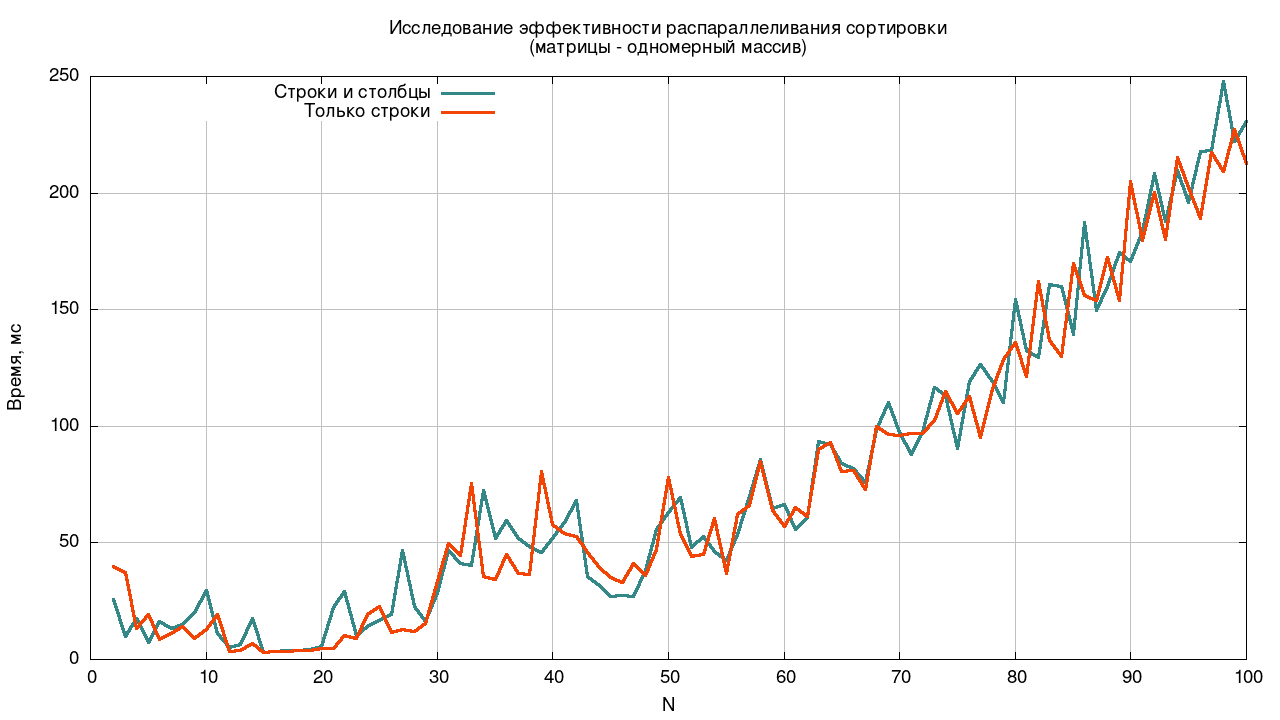 Исследование эффективности распараллеливания сортировки
(матрицы - одномерный массив)
Строки и столбцы
Только строки
250
200
150
100
50
0
Время, мс
0 10 20 30 40 50 60 70 80 90 100
N